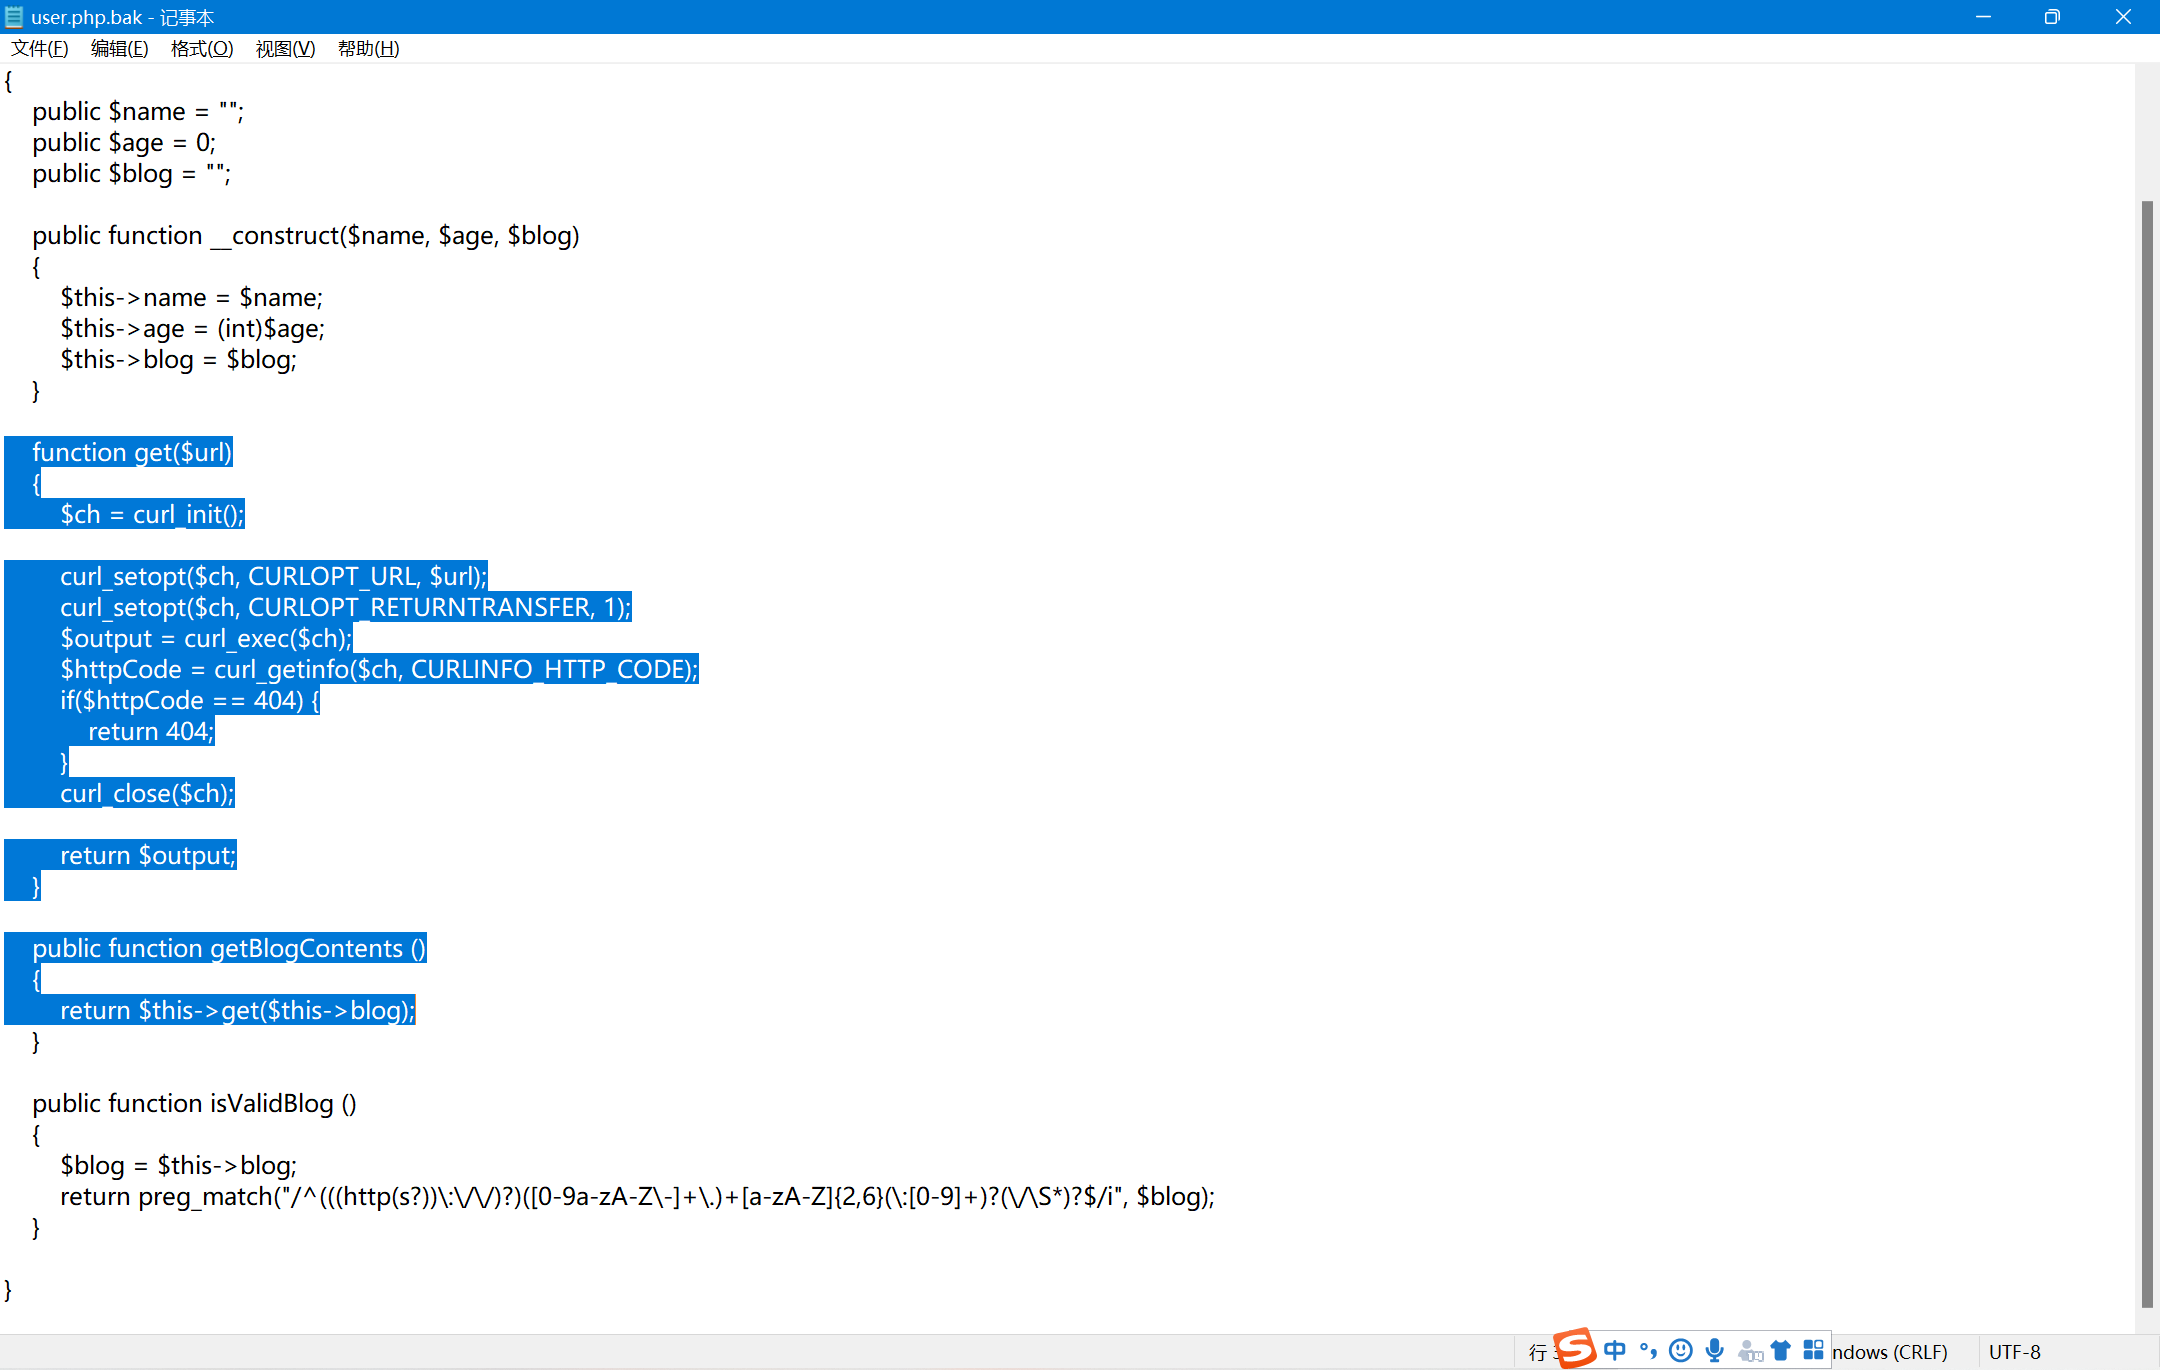 user.php.bak - 记事本
文件(F) 编辑(E) 格式(O) 视图(V) 帮助(H)
{
    public $name = "";
    public $age = 0;
    public $blog = "";

    public function __construct($name, $age, $blog)
    {
        $this->name = $name;
        $this->age = (int)$age;
        $this->blog = $blog;
    }

    function get($url)
    {
        $ch = curl_init();

        curl_setopt($ch, CURLOPT_URL, $url);
        curl_setopt($ch, CURLOPT_RETURNTRANSFER, 1);
        $output = curl_exec($ch);
        $httpCode = curl_getinfo($ch, CURLINFO_HTTP_CODE);
        if($httpCode == 404) {
            return 404;
        }
        curl_close($ch);

        return $output;
    }

    public function getBlogContents ()
    {
        return $this->get($this->blog);
    }

    public function isValidBlog ()
    {
        $blog = $this->blog;
        return preg_match("/^(((http(s?))\:\/\/)?)([0-9a-zA-Z\-]+\.)+[a-zA-Z]{2,6}(\:[0-9]+)?(\/\S*)?$/i", $blog);
    }

}
行 中 ndows (CRLF) UTF-8